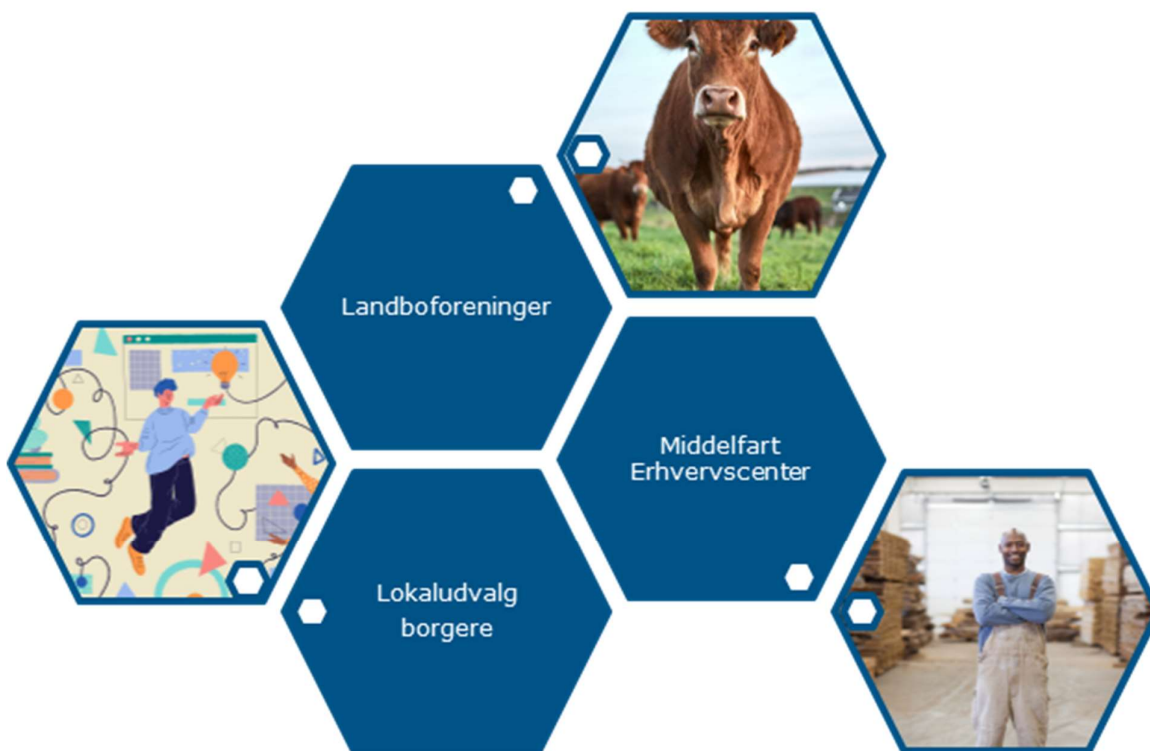 Landboforeninger
Middelfart
Erhvervscenter
Lokaludvalg
borgere